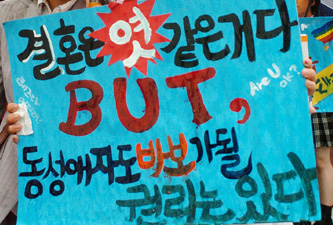 결혼은 엿 같은거다
BUT,
Are U
OK?
동성애자도 바보가될
권리는 있다